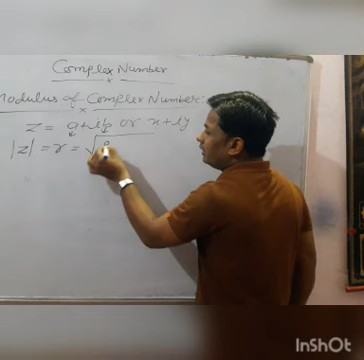 Complex Number
Modulus of Complex Number:
z = a+ib or x+iy
|z| = r = √a
InShOt